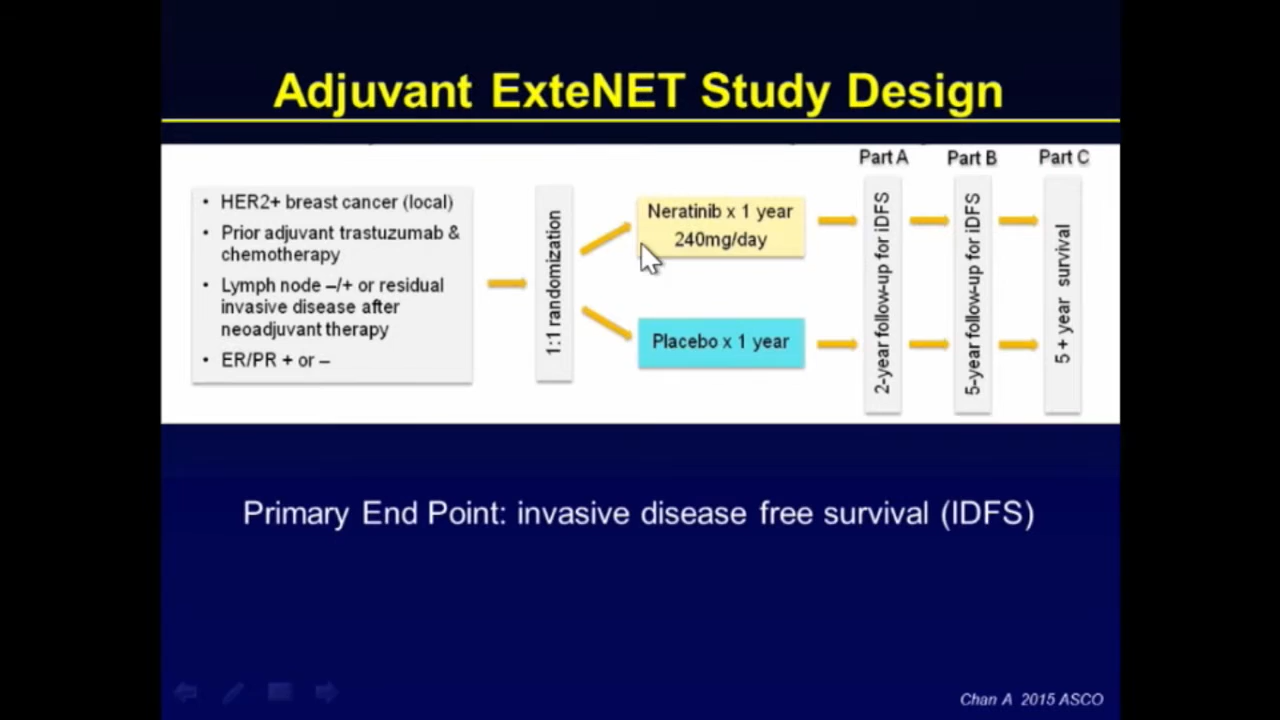 Adjuvant ExteNET Study Design
Part A
Part B
Part C
• HER2+ breast cancer (local)
• Prior adjuvant trastuzumab &
chemotherapy
• Lymph node –/+ or residual
invasive disease after
neoadjuvant therapy
• ER/PR + or –
1:1 randomization
Neratinib x 1 year
240mg/day
Placebo x 1 year
2-year follow-up for iDFS
5-year follow-up for iDFS
5 + year survival
Primary End Point: invasive disease free survival (IDFS)
Chan A 2015 ASCO